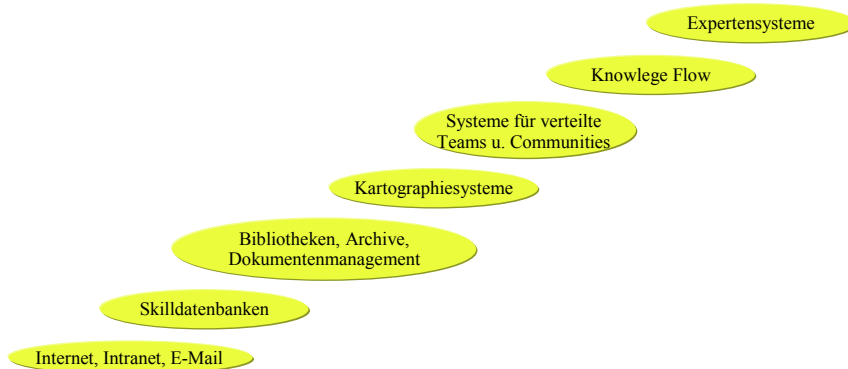 Expertensysteme
Knowlege Flow
Systeme für verteilte
Teams u. Communities
Kartographiesysteme
Bibliotheken, Archive,
Dokumentenmanagement
Skilldatenbanken
Internet, Intranet, E-Mail